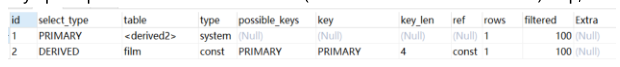 id select_type table type possible_keys key key_len ref rows filtered Extra
1 PRIMARY <derived2> system (Null) (Null) (Null) (Null) 1 100 (Null)
2 DERIVED film const PRIMARY PRIMARY 4 const 1 100 (Null)